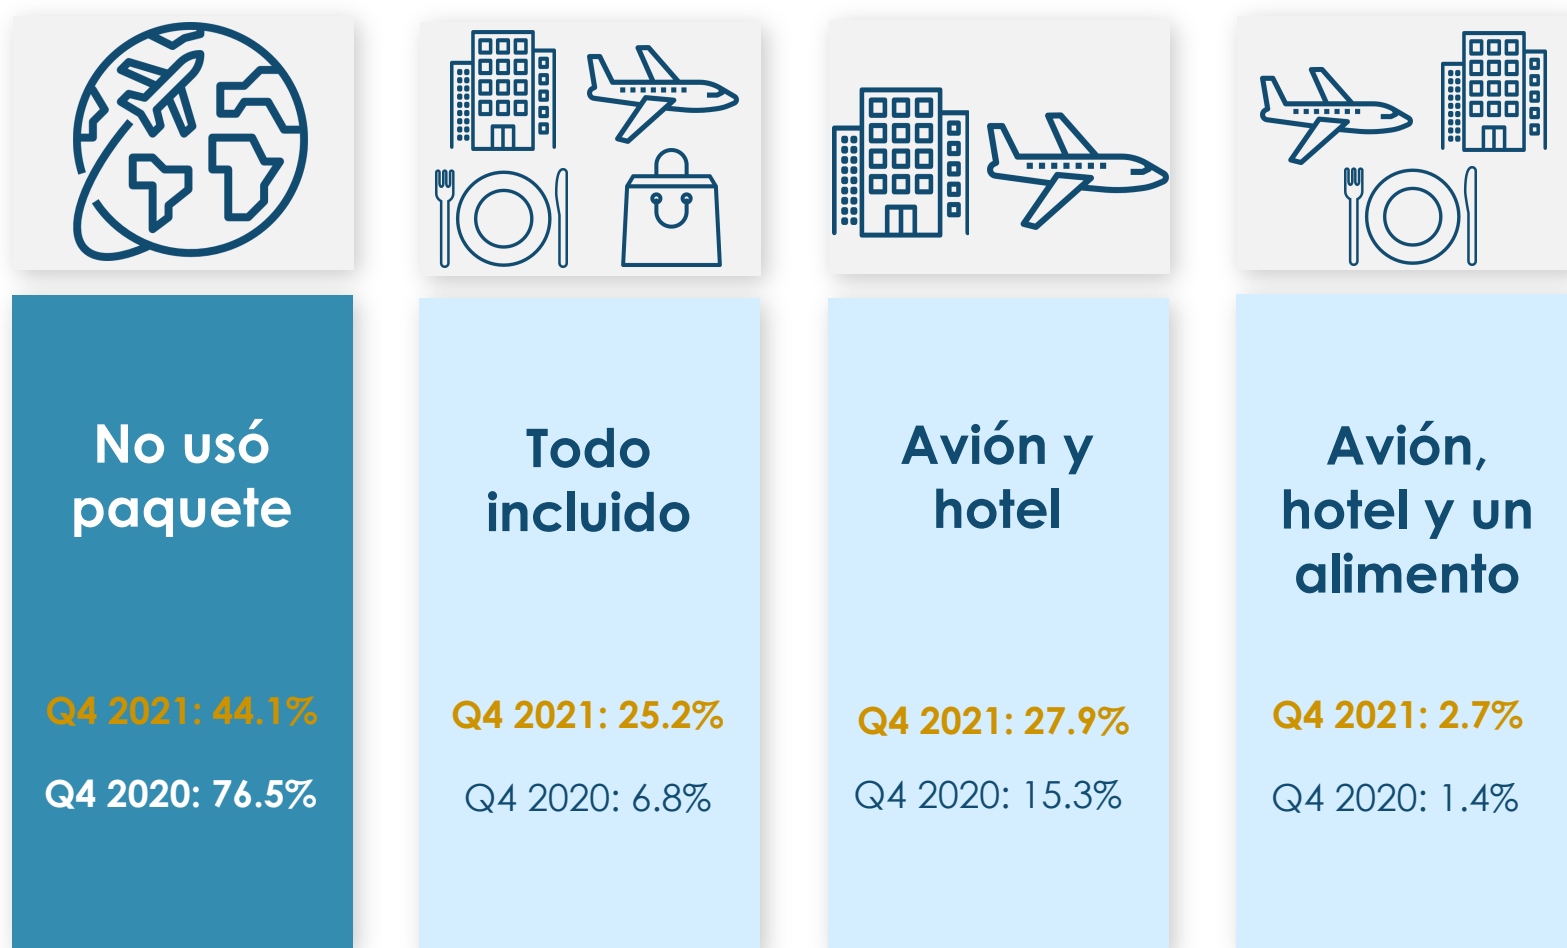 No usó
paquete
Q4 2021: 44.1%
Q4 2020: 76.5%
Todo
incluido
Q4 2021: 25.2%
Q4 2020: 6.8%
Avión y
hotel
Q4 2021: 27.9%
Q4 2020: 15.3%
Avión,
hotel y un
alimento
Q4 2021: 2.7%
Q4 2020: 1.4%